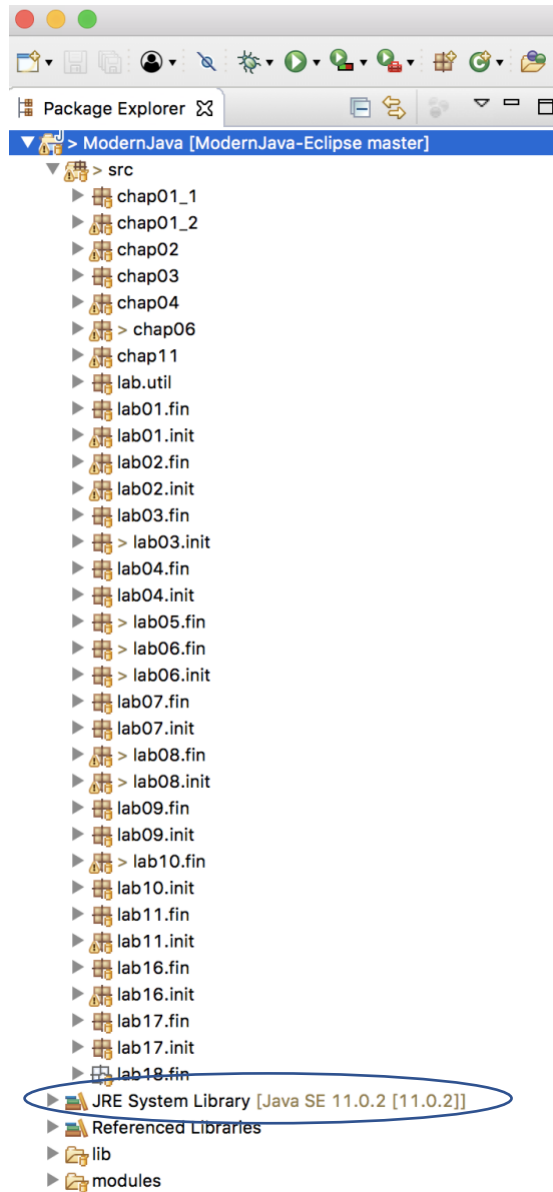 Package Explorer
> ModernJava [ModernJava-Eclipse master]
> src
chap01_1
chap01_2
chap02
chap03
chap04
> chap06
chap11
lab.util
lab01.fin
lab01.init
lab02.fin
lab02.init
lab03.fin
> lab03.init
lab04.fin
lab04.init
> lab05.fin
> lab06.fin
> lab06.init
lab07.fin
lab07.init
> lab08.fin
> lab08.init
lab09.fin
lab09.init
> lab10.fin
lab10.init
lab11.fin
lab11.init
lab16.fin
lab16.init
lab17.fin
lab17.init
lab18.fin
JRE System Library [Java SE 11.0.2 [11.0.2]]
Referenced Libraries
lib
modules